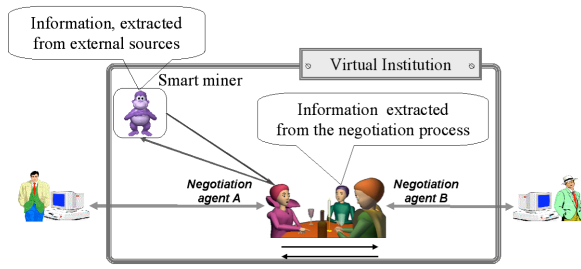 Information, extracted
from external sources
Virtual Institution
Smart miner
Information extracted
from the negotiation process
Negotiation
agent A
Negotiation
agent B